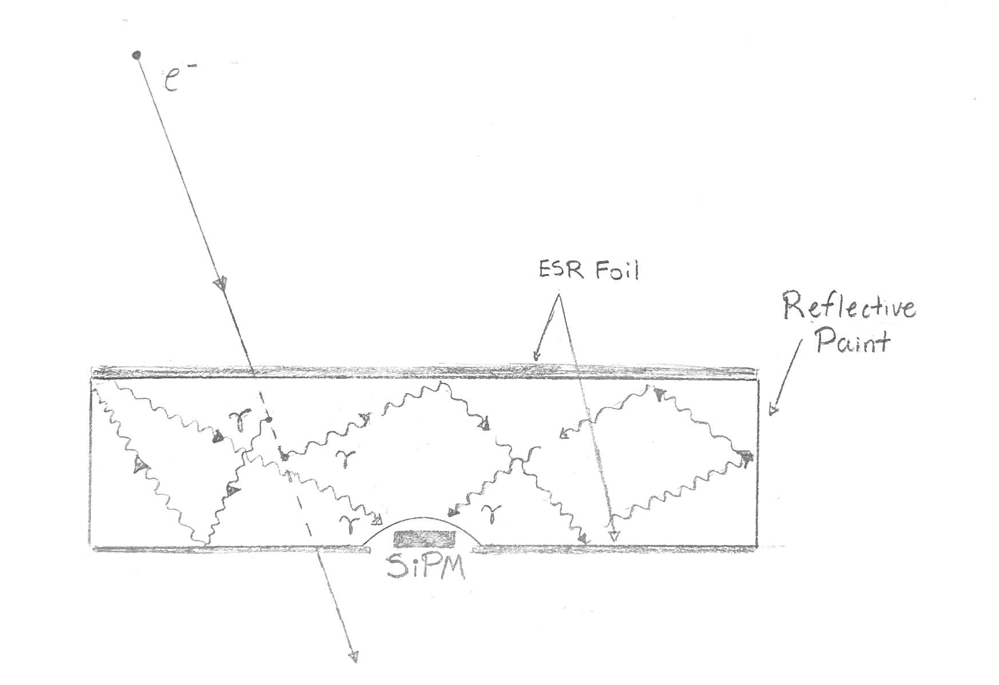 e⁻
ESR Foil
Reflective
Paint
γ
γ
γ
γ
SiPM